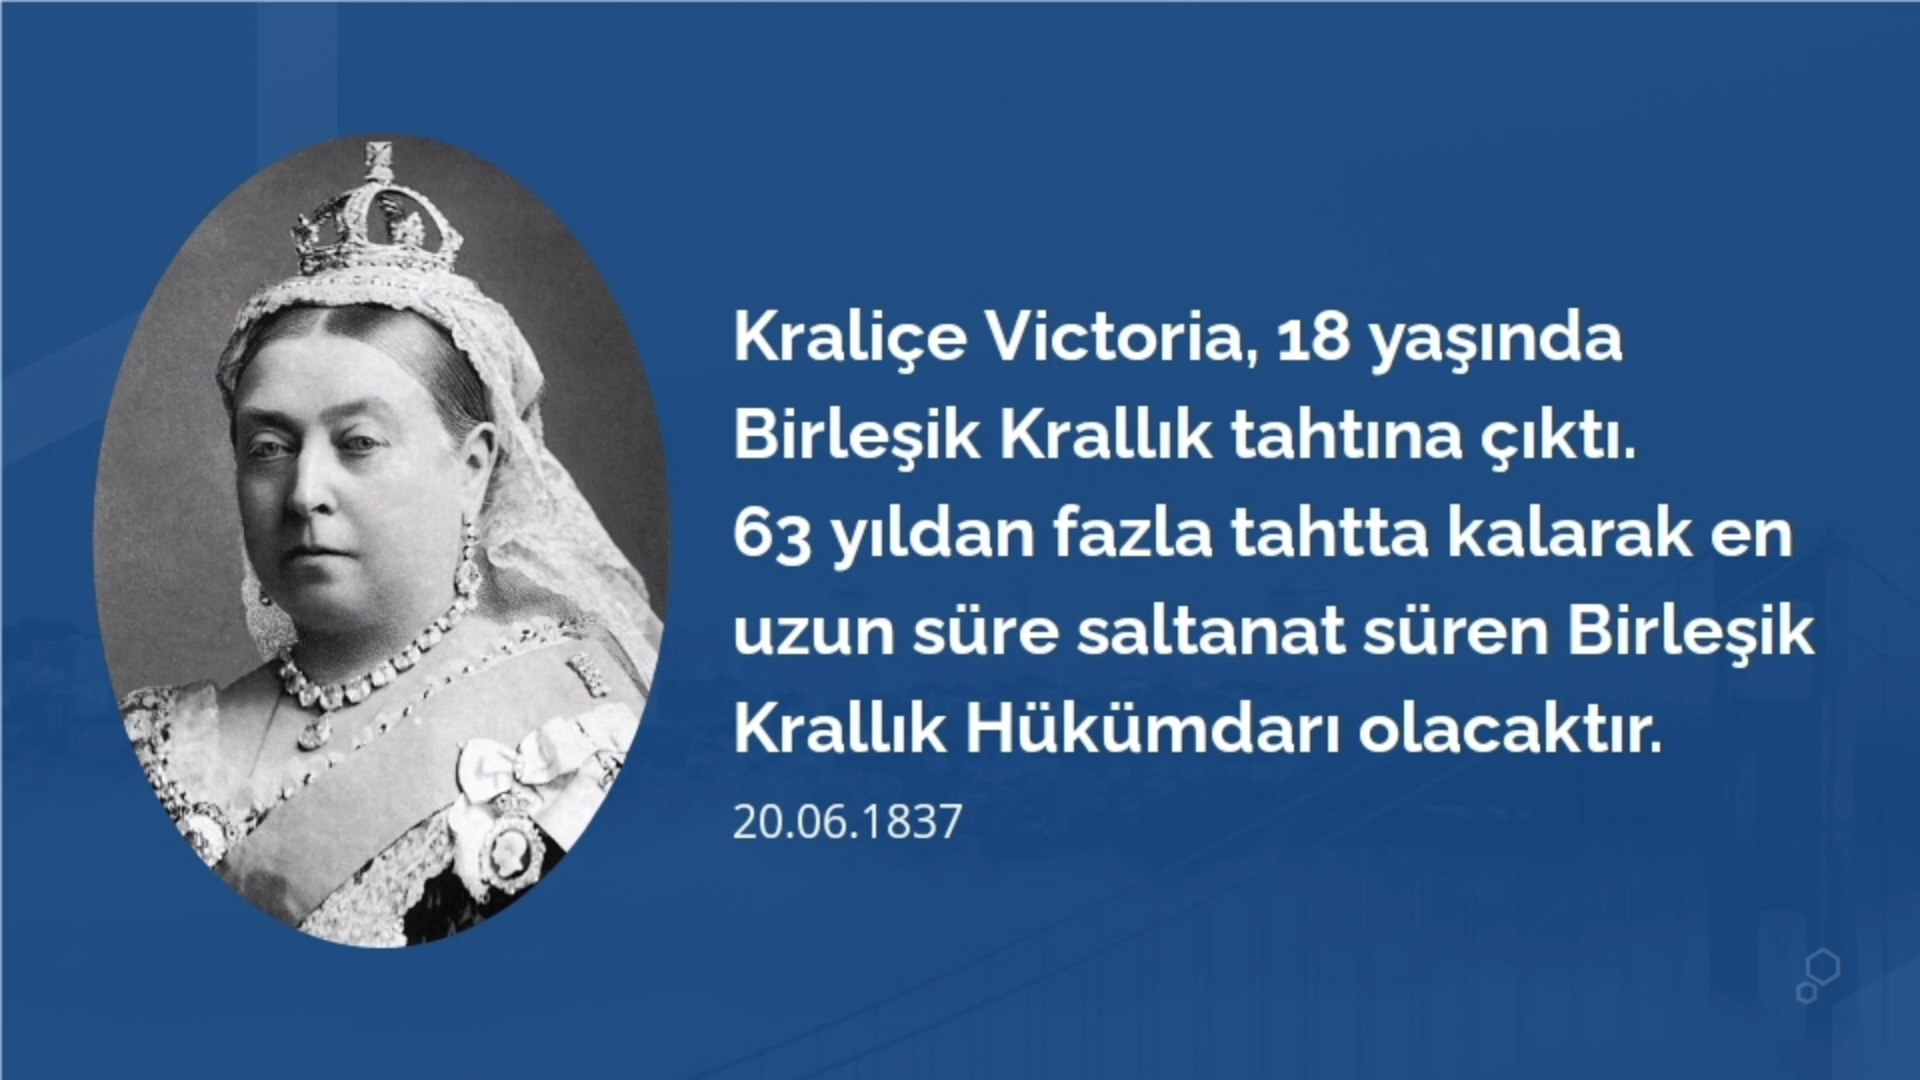 Kraliçe Victoria, 18 yaşında
Birleşik Krallık tahtına çıktı.
63 yıldan fazla tahtta kalarak en
uzun süre saltanat süren Birleşik
Krallık Hükümdarı olacaktır.
20.06.1837